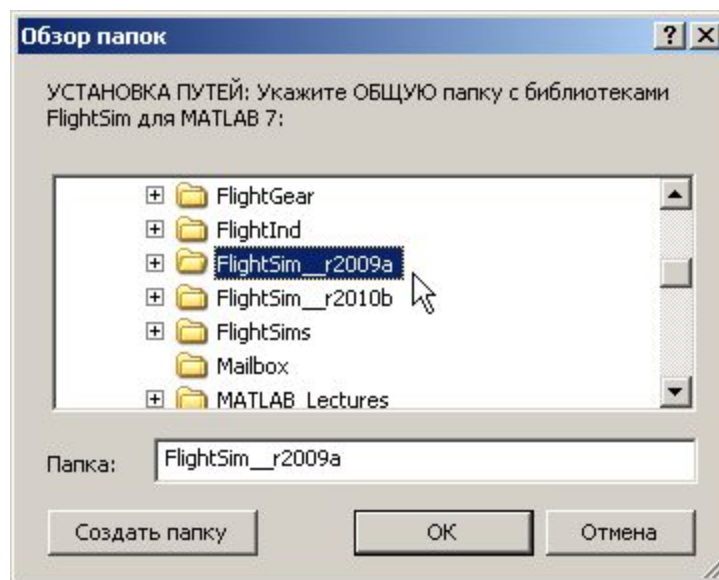 Обзор папок
УСТАНОВКА ПУТЕЙ: Укажите ОБЩУЮ папку с библиотеками
FlightSim для MATLAB 7:
FlightGear
FlightInd
FlightSim__r2009a
FlightSim__r2010b
FlightSims
Mailbox
MATLAB_Lectures
Папка: FlightSim__r2009a
Создать папку ОК Отмена